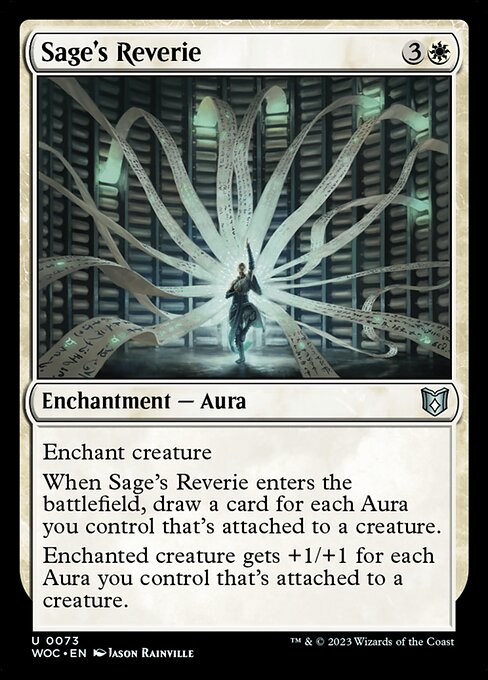 Sage's Reverie 3
Enchantment — Aura
Enchant creature
When Sage's Reverie enters the
battlefield, draw a card for each Aura
you control that's attached to a creature.
Enchanted creature gets +1/+1 for each
Aura you control that's attached to a
creature.
U 0073
WOC • EN Jason Rainville
™ & © 2023 Wizards of the Coast